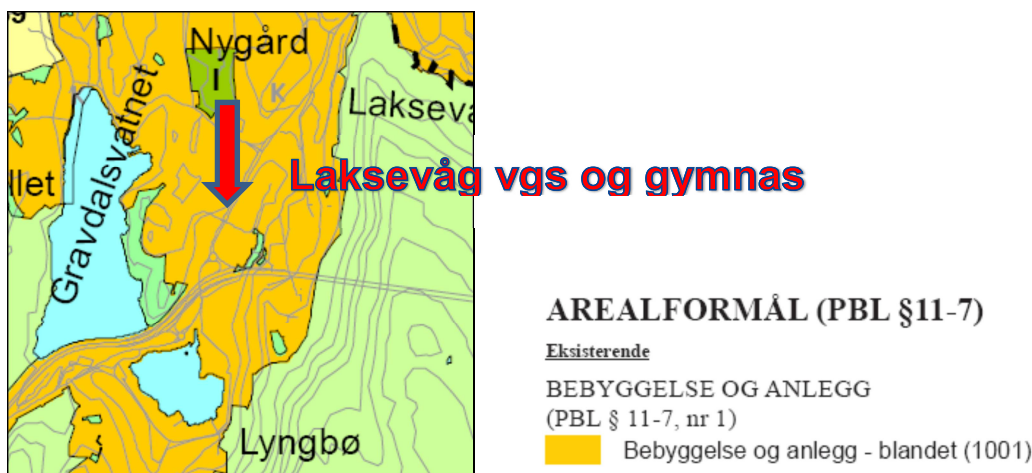 g
Nygård
I
K
Laksevå
llet
Gravdalsvatnet
Laksevåg vgs og gymnas
Lyngbø
AREALFORMÅL (PBL §11-7)
Eksisterende
BEBYGGELSE OG ANLEGG
(PBL § 11-7, nr 1)
Bebyggelse og anlegg - blandet (1001)